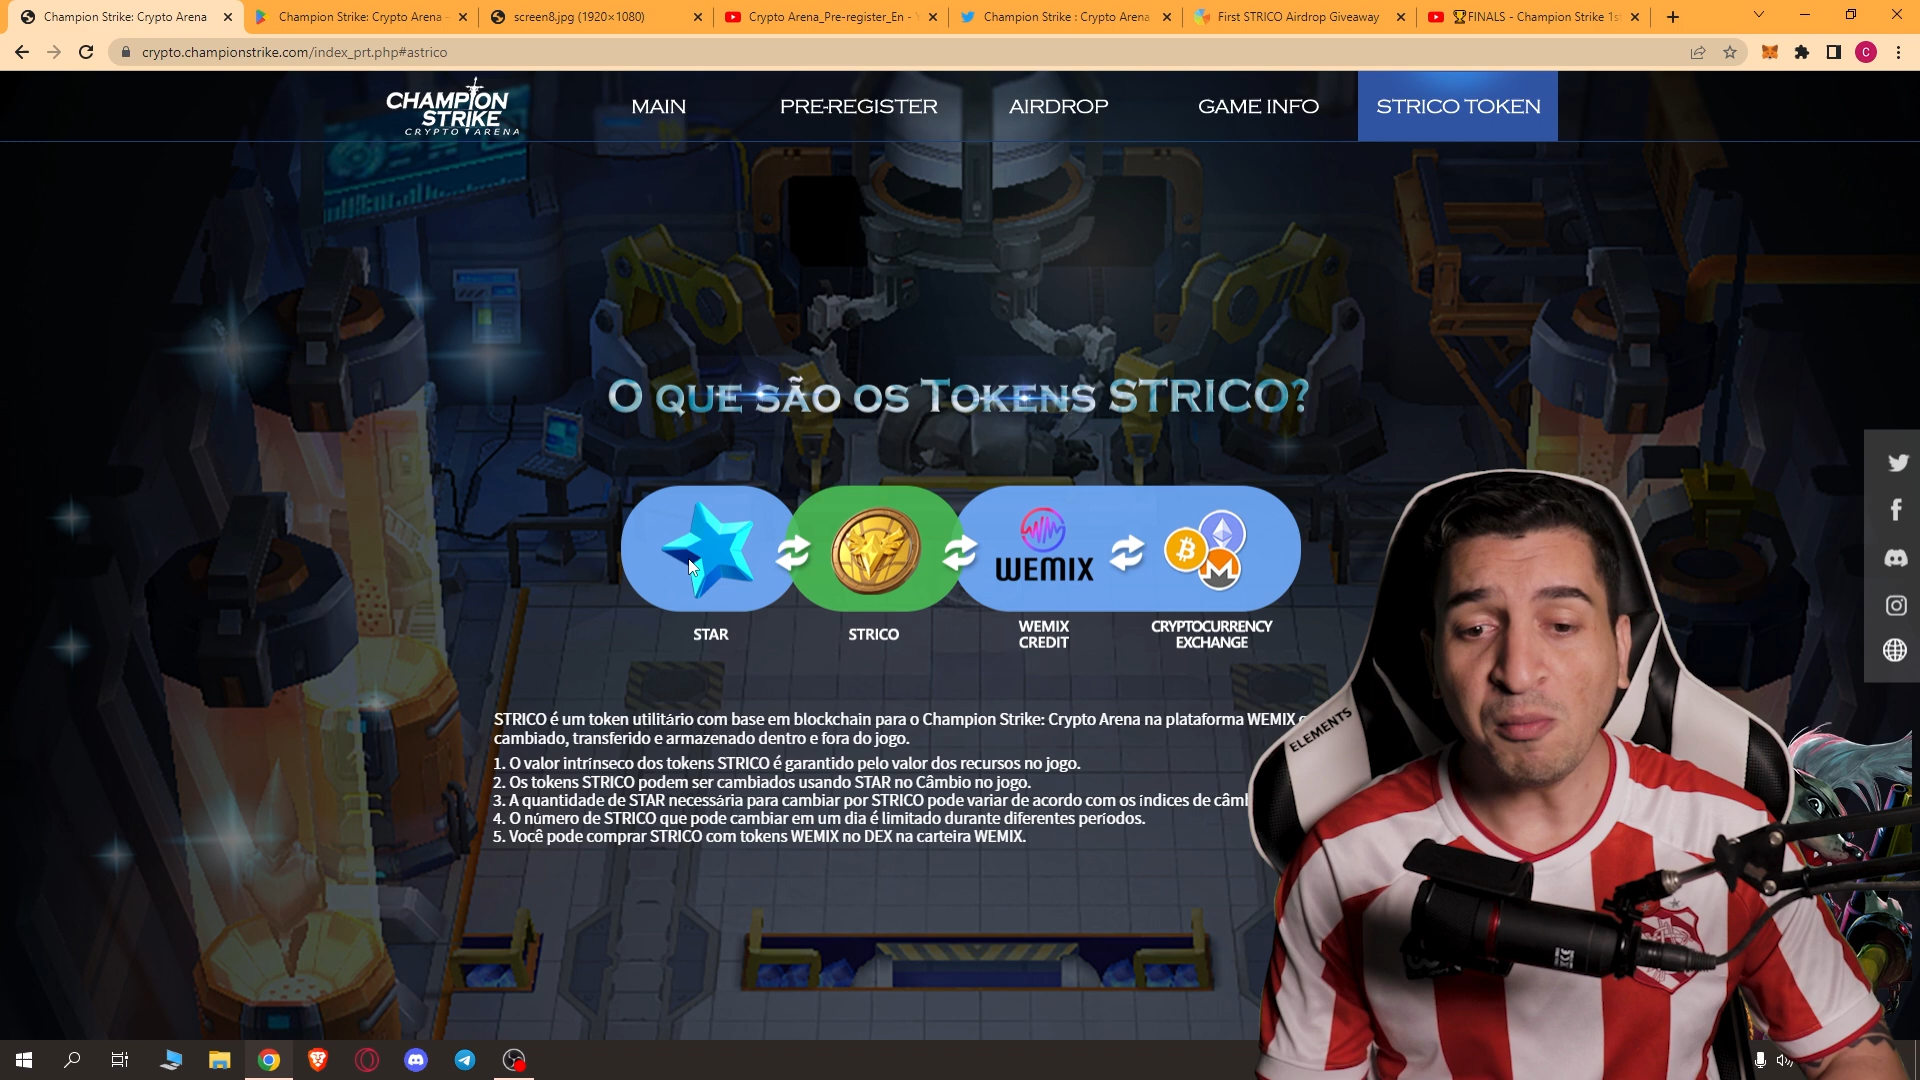 Champion Strike: Crypto Arena
Champion Strike: Crypto Arena -
screen8.jpg (1920×1080)
Crypto Arena_Pre-register_En -
Champion Strike : Crypto Arena
First STRICO Airdrop Giveaway
FINALS - Champion Strike 1s
crypto.championstrike.com/index_prt.php#astrico
C
CHAMPION
STRIKE
CRYPTO ARENA
MAIN
PRE-REGISTER
AIRDROP
GAME INFO
STRICO TOKEN
O QUE SÃO OS TOKENS STRICO?
WEMIX
STAR
STRICO
WEMIX
CREDIT
CRYPTOCURRENCY
EXCHANGE
STRICO é um token utilitário com base em blockchain para o Champion Strike: Crypto Arena na plataforma WEMIX
cambiado, transferido e armazenado dentro e fora do jogo.
1. O valor intrínseco dos tokens STRICO é garantido pelo valor dos recursos no jogo.
2. Os tokens STRICO podem ser cambiados usando STAR no Câmbio no jogo.
3. A quantidade de STAR necessária para cambiar por STRICO pode variar de acordo com os índices de câmb
4. O número de STRICO que pode cambiar em um dia é limitado durante diferentes períodos.
5. Você pode comprar STRICO com tokens WEMIX no DEX na carteira WEMIX.
ELEMENTS